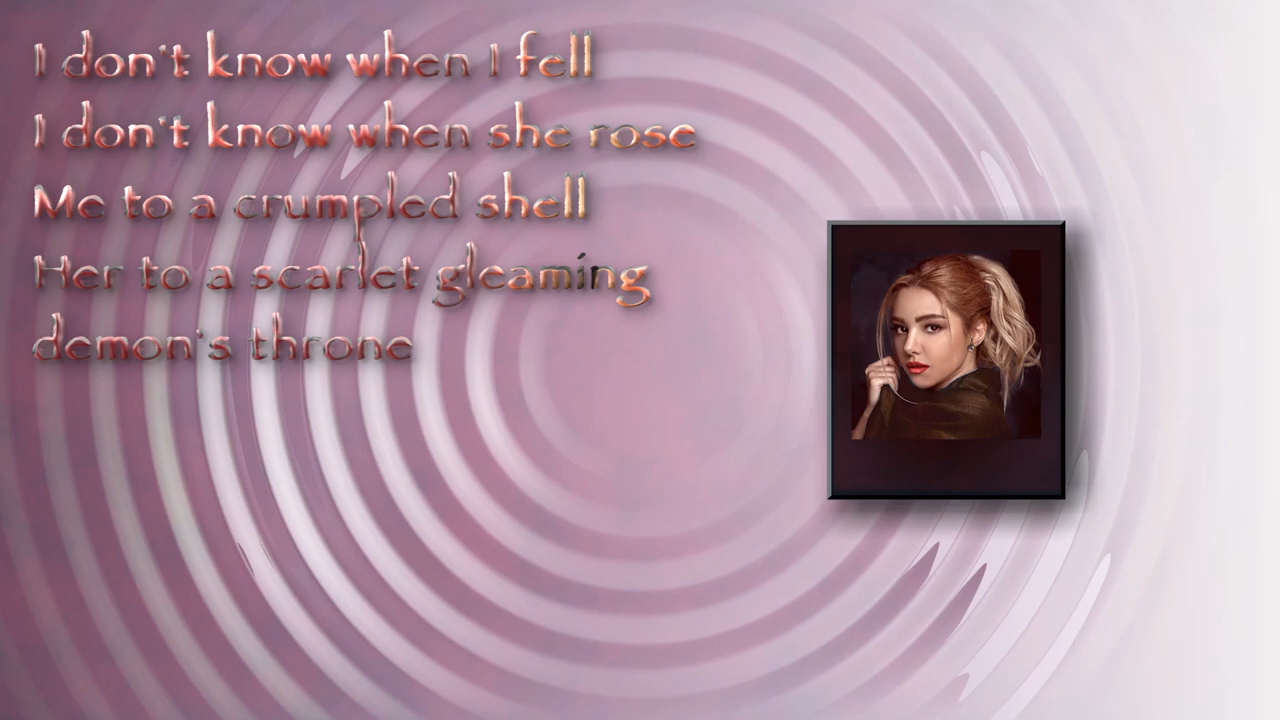 I don't know when I fell
I don't know when she rose
Me to a crumpled shell
Her to a scarlet gleaming
demon's throne